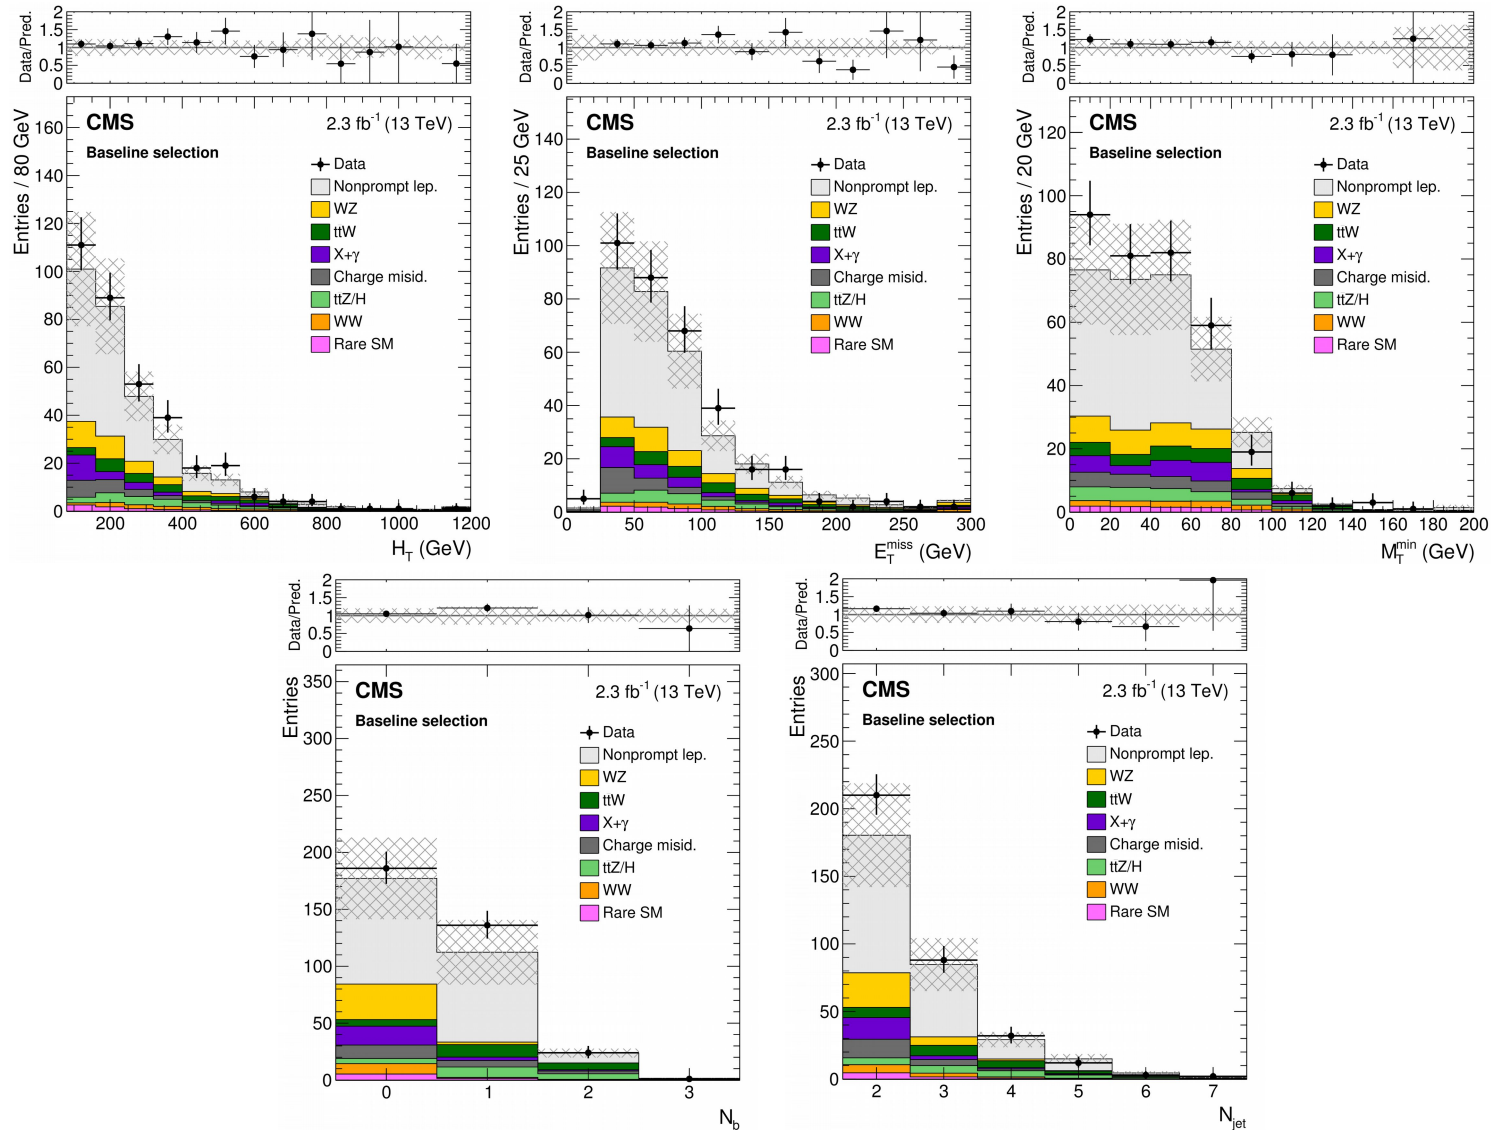 Data/Pred.
2
1.5
1
0.5
0
Entries / 80 GeV
160
140
120
100
80
60
40
20
0
CMS
2.3 fb-1 (13 TeV)
Baseline selection
Data
Nonprompt lep.
WZ
ttW
X+γ
Charge misid.
ttZ/H
WW
Rare SM
200 400 600 800 1000 1200
HT (GeV)
Data/Pred.
2
1.5
1
0.5
0
Entries / 25 GeV
140
120
100
80
60
40
20
0
CMS
2.3 fb-1 (13 TeV)
Baseline selection
Data
Nonprompt lep.
WZ
ttW
X+γ
Charge misid.
ttZ/H
WW
Rare SM
0 50 100 150 200 250 300
ETmiss (GeV)
Data/Pred.
2
1.5
1
0.5
0
Entries / 20 GeV
120
100
80
60
40
20
0
CMS
2.3 fb-1 (13 TeV)
Baseline selection
Data
Nonprompt lep.
WZ
ttW
X+γ
Charge misid.
ttZ/H
WW
Rare SM
0 20 40 60 80 100 120 140 160 180 200
MTmin (GeV)
Data/Pred.
2
1.5
1
0.5
0
Entries
350
300
250
200
150
100
50
0
CMS
2.3 fb-1 (13 TeV)
Baseline selection
Data
Nonprompt lep.
WZ
ttW
X+γ
Charge misid.
ttZ/H
WW
Rare SM
0 1 2 3
Nb
Data/Pred.
2
1.5
1
0.5
0
Entries
300
250
200
150
100
50
0
CMS
2.3 fb-1 (13 TeV)
Baseline selection
Data
Nonprompt lep.
WZ
ttW
X+γ
Charge misid.
ttZ/H
WW
Rare SM
2 3 4 5 6 7
Njet